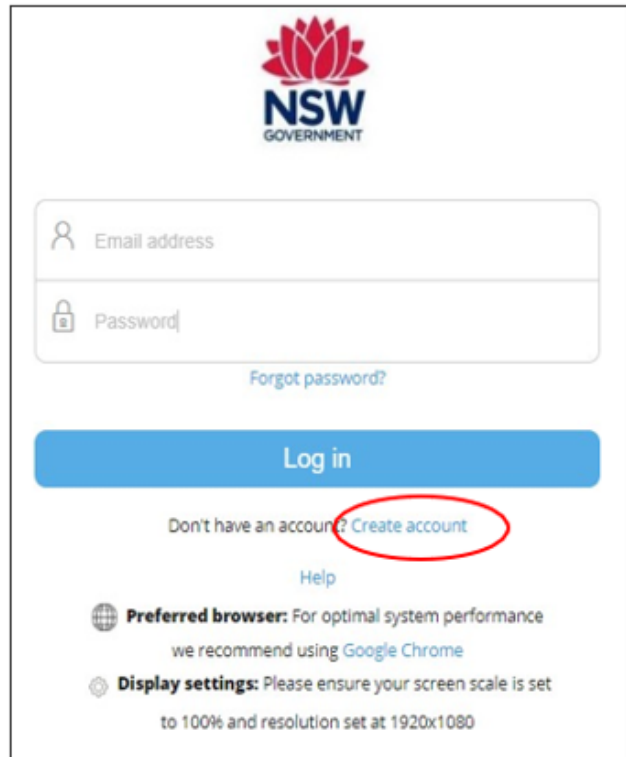 NSW
GOVERNMENT
Email address
Password
Forgot password?
Log in
Don't have an account? Create account
Help
Preferred browser: For optimal system performance
we recommend using Google Chrome
Display settings: Please ensure your screen scale is set
to 100% and resolution set at 1920x1080